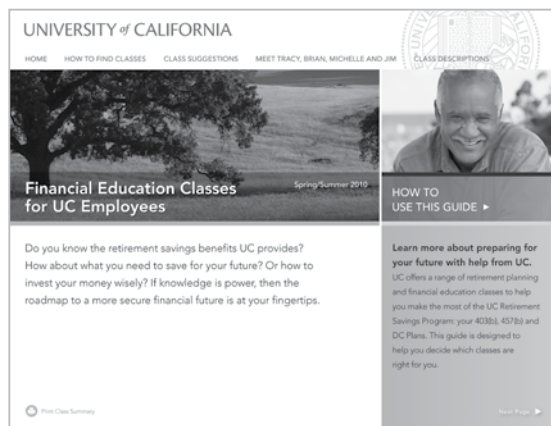 UNIVERSITY of CALIFORNIA
HOME HOW TO FIND CLASSES CLASS SUGGESTIONS MEET TRACY, BRIAN, MICHELLE AND JIM CLASS DESCRIPTIONS
Financial Education Classes
for UC Employees
Spring/Summer 2010
HOW TO
USE THIS GUIDE ►
Do you know the retirement savings benefits UC provides?
How about what you need to save for your future? Or how to
invest your money wisely? If knowledge is power, then the
roadmap to a more secure financial future is at your fingertips.
Learn more about preparing for
your future with help from UC.
UC offers a range of retirement planning
and financial education classes to help
you make the most of the UC Retirement
Savings Program: your 403(b), 457(b) and
DC Plans. This guide is designed to
help you decide which classes are
right for you.
Print Class Summary
Next Page ►